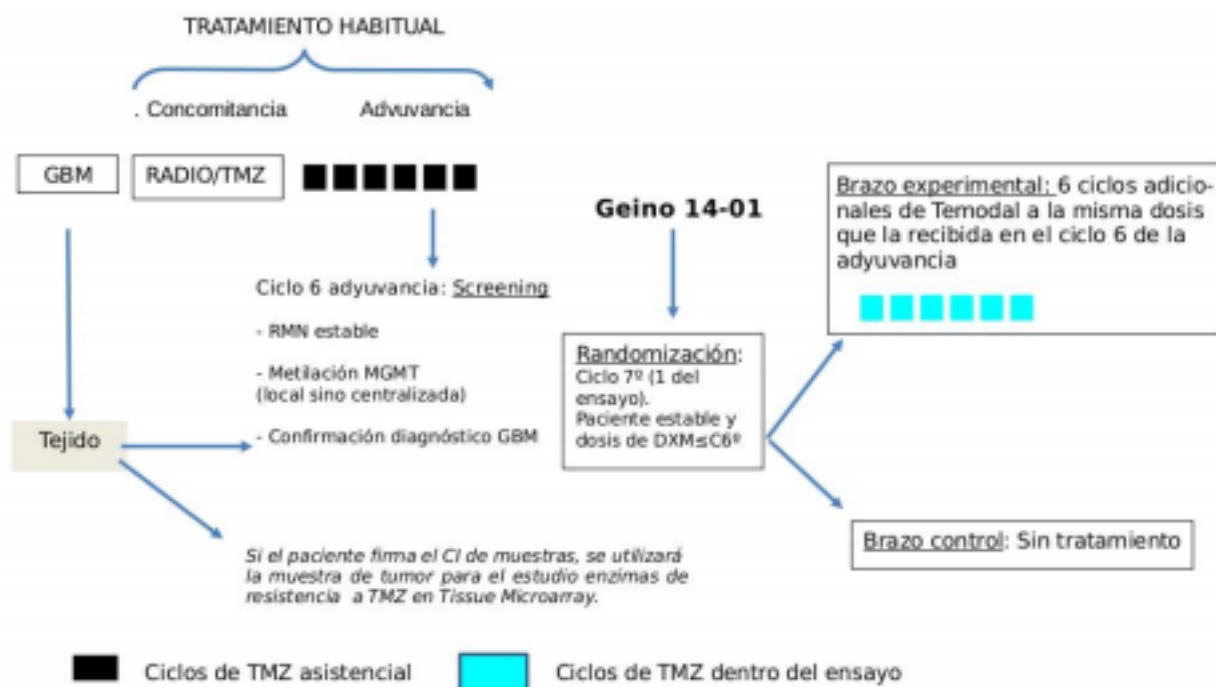 TRATAMIENTO HABITUAL
. Concomitancia
Advuvancia
GBM
RADIO/TMZ
Geino 14-01
Brazo experimental: 6 ciclos adicio-
nales de Temodal a la misma dosis
que la recibida en el ciclo 6 de la
adyuvancia
Ciclo 6 adyuvancia: Screening
- RMN estable
- Metilación MGMT
(local sino centralizada)
- Confirmación diagnóstico GBM
Randomización:
Ciclo 7º (1 del
ensayo).
Paciente estable y
dosis de DXM≤C6º
Tejido
Brazo control: Sin tratamiento
Si el paciente firma el CI de muestras, se utilizará
la muestra de tumor para el estudio enzimas de
resistencia a TMZ en Tissue Microarray.
Ciclos de TMZ asistencial
Ciclos de TMZ dentro del ensayo